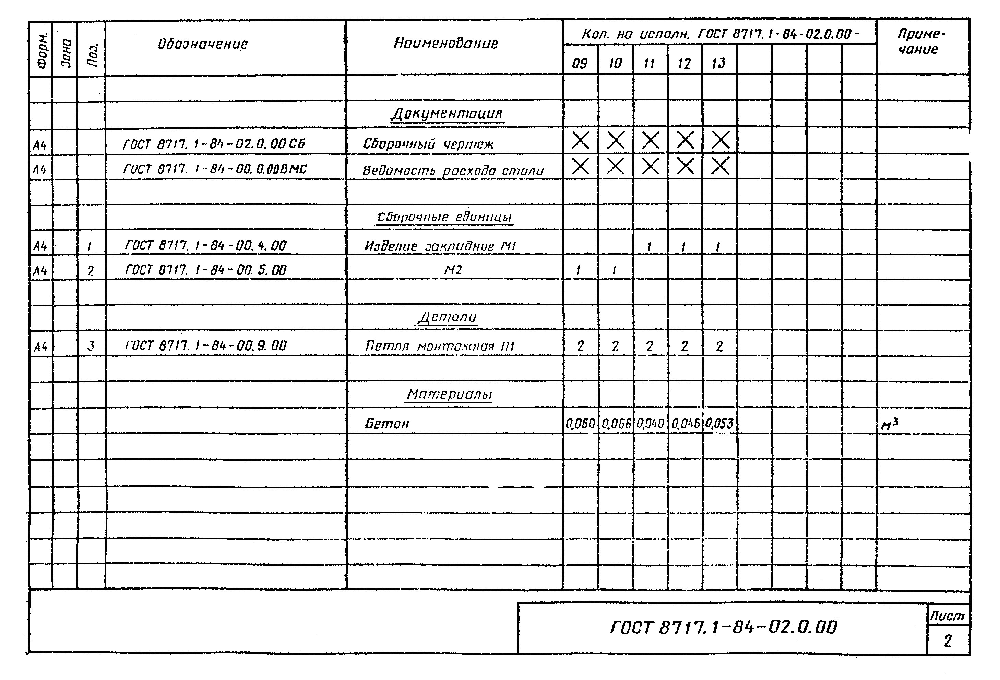 Форм. Зона Поз. Обозначение Наименование Кол. на исполн. ГОСТ 8717.1-84-02.0.00- Приме-
чание
09 10 11 12 13
Документация
А4 ГОСТ 8717.1-84-02.0.00СБ Сборочный чертеж X X X X X
А4 ГОСТ 8717.1-84-00.0.00ВМС Ведомость расхода стали X X X X X
Сборочные единицы
А4 1 ГОСТ 8717.1-84-00.4.00 Изделие закладное М1 1 1 1
А4 2 ГОСТ 8717.1-84-00.5.00 М2 1 1
Детали
А4 3 ГОСТ 8717.1-84-00.9.00 Петля монтажная П1 2 2 2 2 2
Материалы
Бетон 0,060 0,066 0,040 0,046 0,053 м³
ГОСТ 8717.1-84-02.0.00 Лист
2